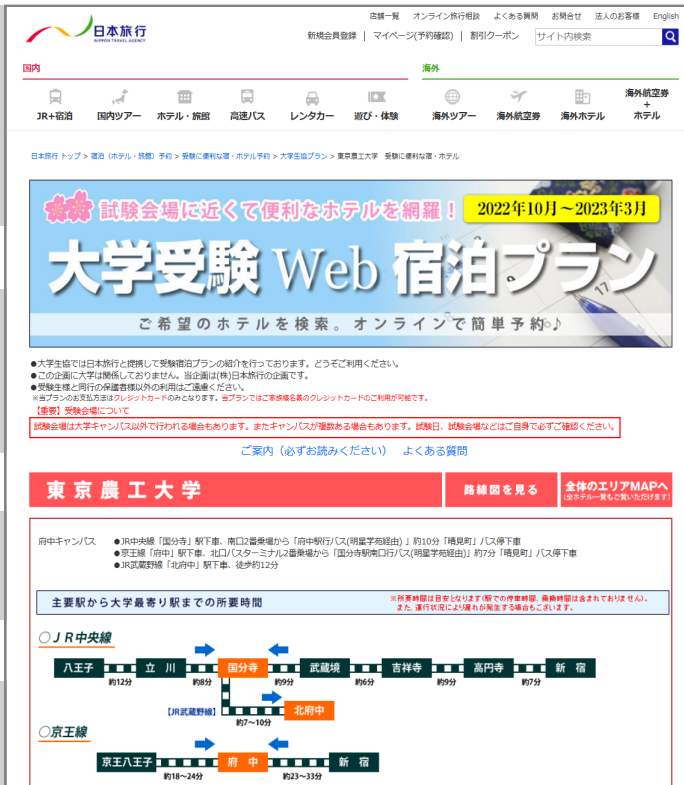 店舗一覧 オンライン旅行相談 よくある質問 お問合せ 法人のお客様 English
日本旅行
NIPPON TRAVEL AGENCY
新規会員登録 | マイページ(予約確認) | 割引クーポン サイト内検索
国内 海外
JR+宿泊 国内ツアー ホテル・旅館 高速バス レンタカー 遊び・体験 海外ツアー 海外航空券 海外ホテル 海外航空券 + ホテル
日本旅行 トップ > 宿泊（ホテル・旅館）予約 > 受験に便利な宿・ホテル予約 > 大学生協プラン > 東京農工大学 受験に便利な宿・ホテル
試験会場に近くて便利なホテルを網羅！ 2022年10月～2023年3月
大学受験 Web 宿泊プラン
ご希望のホテルを検索。オンラインで簡単予約♪
●大学生協では日本旅行と提携して受験宿泊プランの紹介を行っております。どうぞご利用ください。
●この企画に大学は関係しておりません。当企画は(株)日本旅行の企画です。
●受験生様と同行の保護者様以外の利用はご遠慮ください。
※当プランのお支払方法はクレジットカードのみとなります。当プランではご家族様名義のクレジットカードのご利用が可能です。
【重要】受験会場について
試験会場は大学キャンパス以外で行われる場合もあります。またキャンパスが複数ある場合もあります。試験日、試験会場などはご自身で必ずご確認ください。
ご案内（必ずお読みください） よくある質問
東京農工大学 路線図を見る 全体のエリアMAPへ
(全ホテル一覧もご覧いただけます)
府中キャンパス ●JR中央線「国分寺」駅下車、南口2番乗場から「府中駅行バス(明星学苑経由) 」約10分「晴見町」バス停下車
●京王線「府中」駅下車、北口バスターミナル2番乗場から「国分寺駅南口行バス(明星学苑経由)」約7分「晴見町」バス停下車
●JR武蔵野線「北府中」駅下車、徒歩約12分
主要駅から大学最寄り駅までの所要時間 ※所要時間は目安となります(駅での停車時間、乗換時間は含まれておりません)。
また、運行状況により遅れが発生する場合もございます。
○JR中央線
八王子 立川 国分寺 武蔵境 吉祥寺 高円寺 新宿
約12分 約8分 約9分 約6分 約9分 約7分
【JR武蔵野線】 北府中
約7～10分
○京王線
京王八王子 府中 新宿
約18～24分 約23～33分